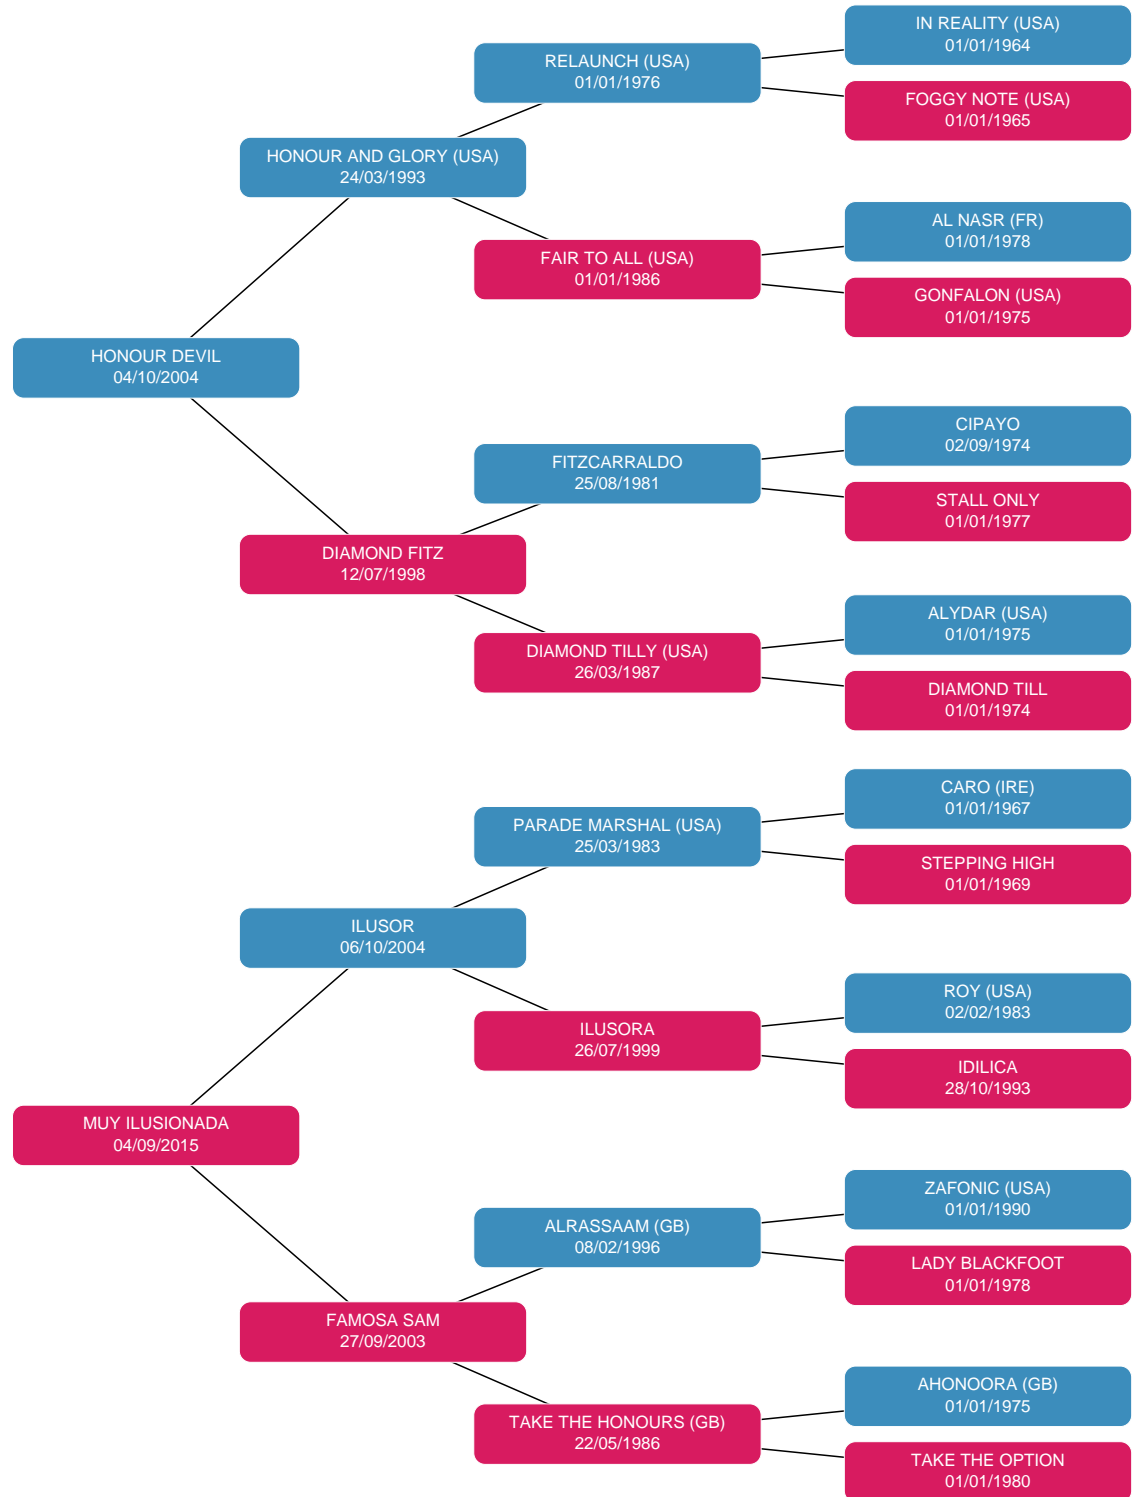 IN REALITY (USA)
01/01/1964
RELAUNCH (USA)
01/01/1976
FOGGY NOTE (USA)
01/01/1965
HONOUR AND GLORY (USA)
24/03/1993
AL NASR (FR)
01/01/1978
FAIR TO ALL (USA)
01/01/1986
GONFALON (USA)
01/01/1975
HONOUR DEVIL
04/10/2004
CIPAYO
02/09/1974
FITZCARRALDO
25/08/1981
STALL ONLY
01/01/1977
DIAMOND FITZ
12/07/1998
ALYDAR (USA)
01/01/1975
DIAMOND TILLY (USA)
26/03/1987
DIAMOND TILL
01/01/1974
CARO (IRE)
01/01/1967
PARADE MARSHAL (USA)
25/03/1983
STEPPING HIGH
01/01/1969
ILUSOR
06/10/2004
ROY (USA)
02/02/1983
ILUSORA
26/07/1999
IDILICA
28/10/1993
MUY ILUSIONADA
04/09/2015
ZAFONIC (USA)
01/01/1990
ALRASSAAM (GB)
08/02/1996
LADY BLACKFOOT
01/01/1978
FAMOSA SAM
27/09/2003
AHONOORA (GB)
01/01/1975
TAKE THE HONOURS (GB)
22/05/1986
TAKE THE OPTION
01/01/1980